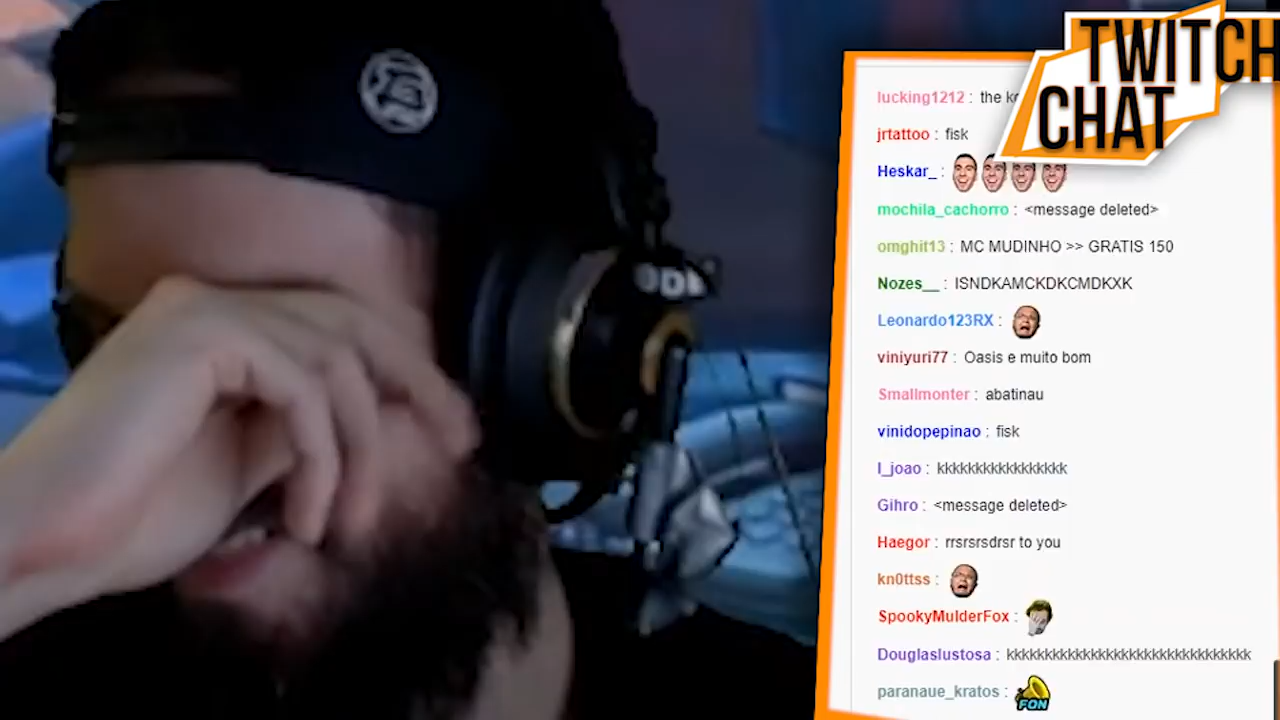 TWITCH
CHAT
lucking1212 : the
jrtattoo : fisk
Heskar_ :
mochila_cachorro : <message deleted>
omghit13 : MC MUDINHO >> GRATIS 150
Nozes__ : ISNDKAMCKDKCMDKXK
Leonardo123RX :
viniyuri77 : Oasis e muito bom
Smallmonter : abatinau
vinidopepinao : fisk
I_joao : kkkkkkkkkkkkkkkkk
Gihro : <message deleted>
Haegor : rrsrsrsdrsr to you
kn0ttss :
SpookyMulderFox :
Douglaslustosa : kkkkkkkkkkkkkkkkkkkkkkkkkkkkkkkk
paranaue_kratos :
FON